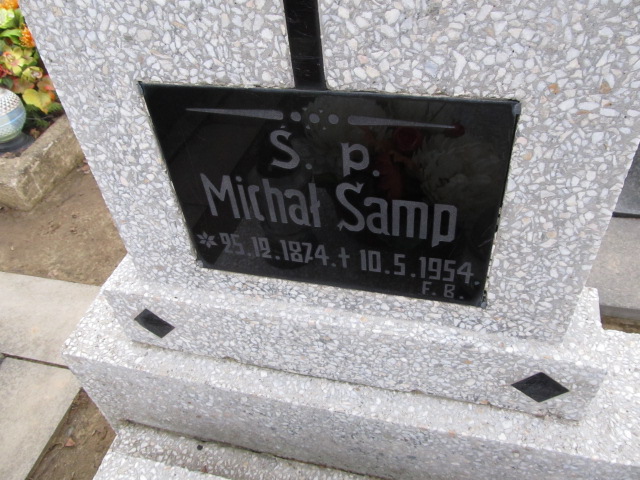 Ś. p.
Michał Samp
*25.12.1874. † 10.5.1954.
F. B.